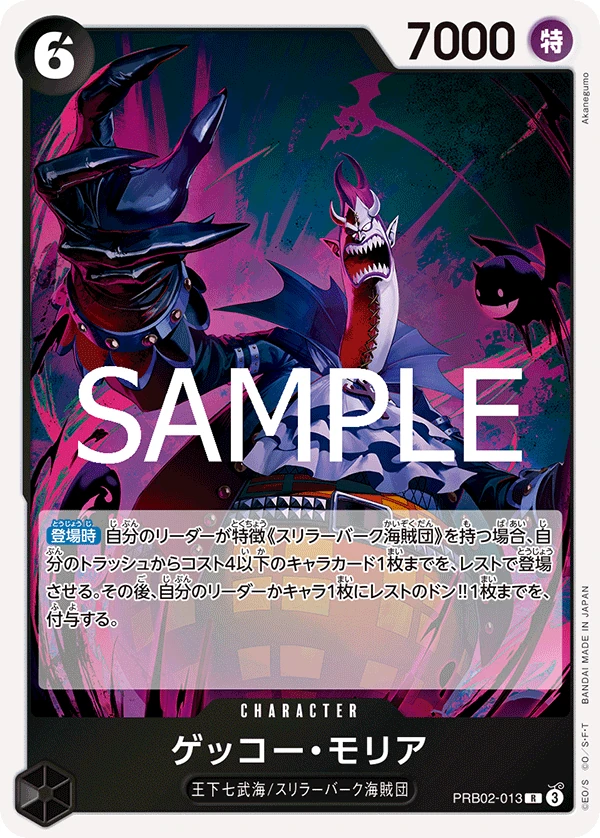 6
7000 特
Akanegumo
SAMPLE
登場時 自分のリーダーが特徴《スリラーバーク海賊団》を持つ場合、自
分のトラッシュからコスト4以下のキャラカード1枚までを、レストで登場
させる。その後、自分のリーダーかキャラ1枚にレストのドン!!1枚までを、
付与する。
CHARACTER
ゲッコー・モリア
王下七武海/スリラーバーク海賊団
PRB02-013 R 3
©E.O/S ©O/S・F・T BANDAI MADE IN JAPAN